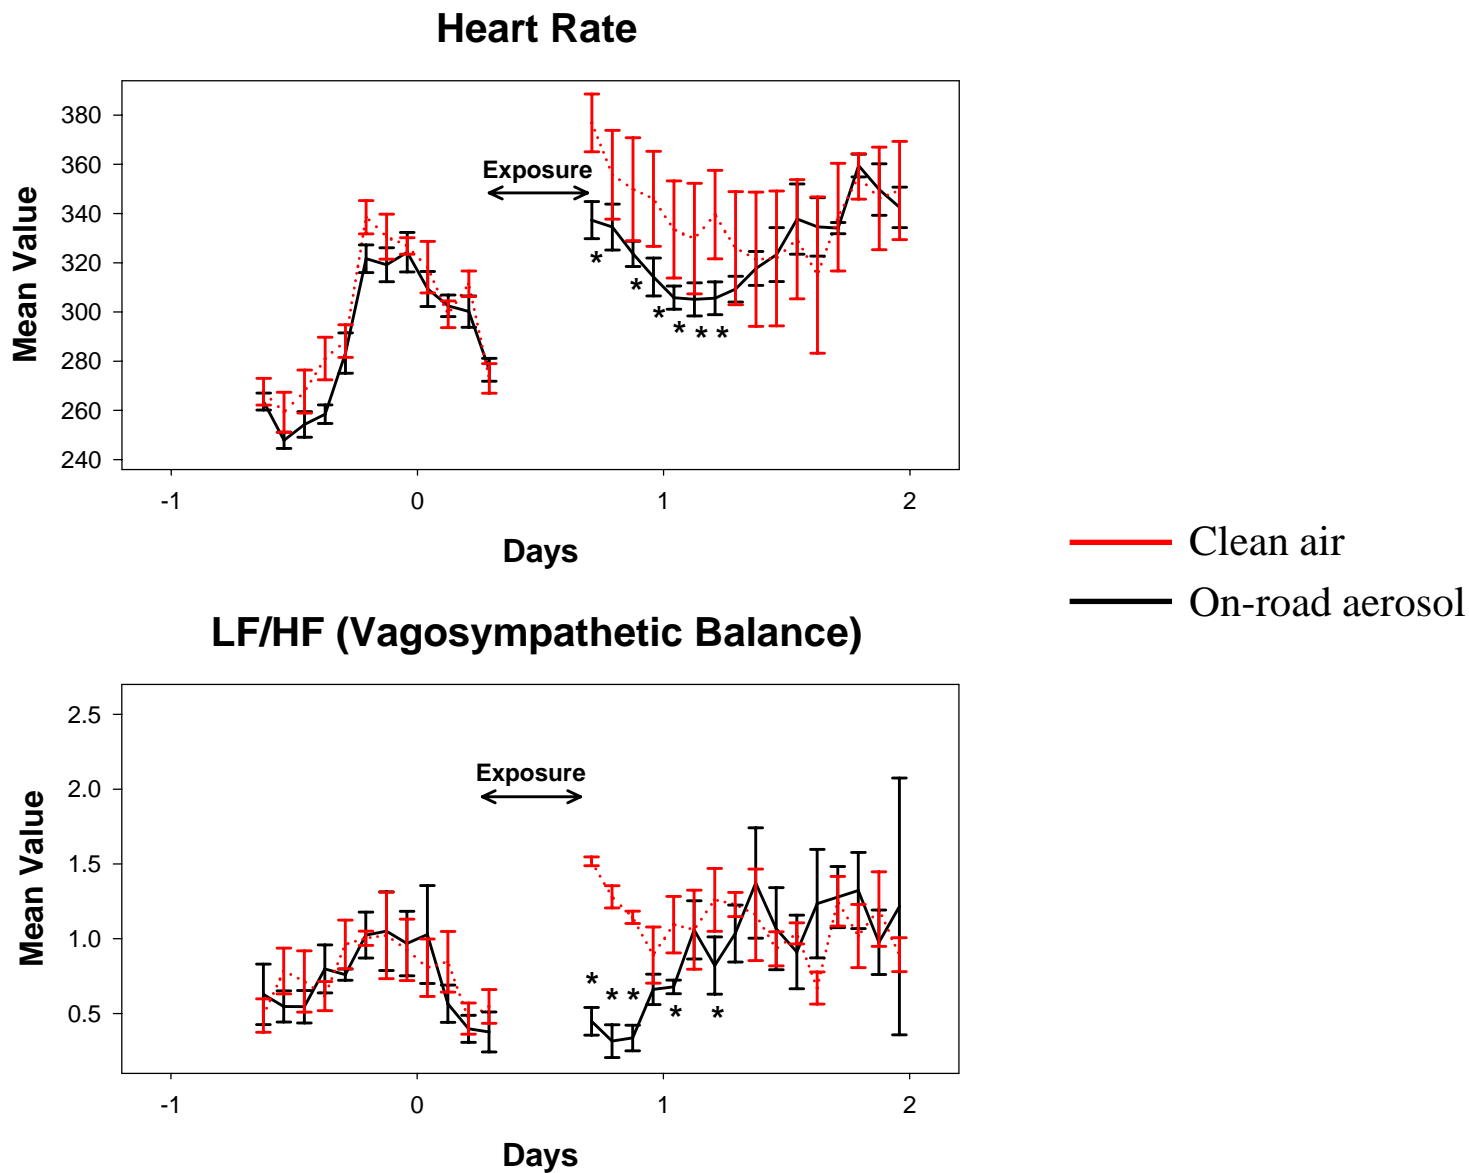 Heart Rate
380
360
340
320
300
280
260
240
Mean Value
Exposure
*
*
*
*
* *
-1 0 1 2
Days
Clean air
On-road aerosol
LF/HF (Vagosympathetic Balance)
2.5
2.0
1.5
1.0
0.5
Mean Value
Exposure
*
* *
* *
-1 0 1 2
Days